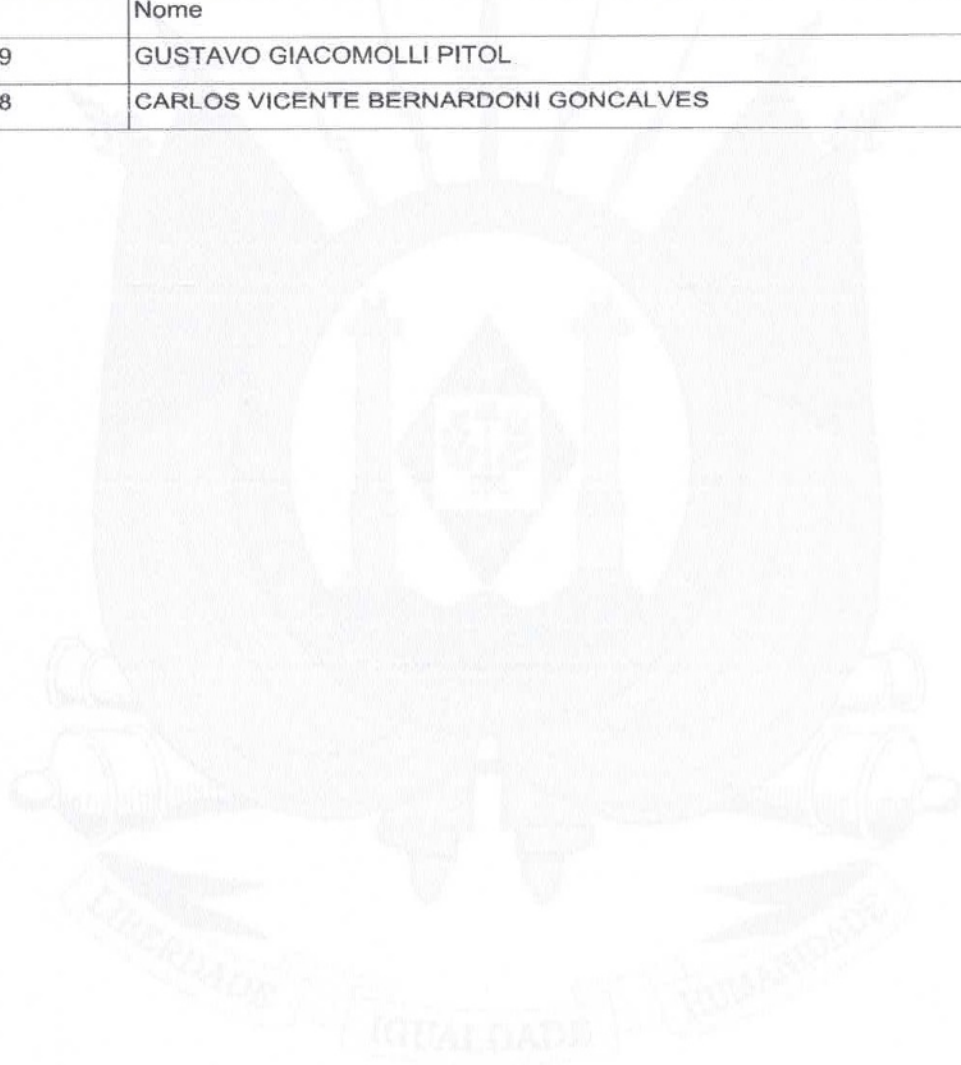 Nome
9 GUSTAVO GIACOMOLLI PITOL
8 CARLOS VICENTE BERNARDONI GONCALVES
LIBERDADE
IGUALDADE
HUMANIDADE